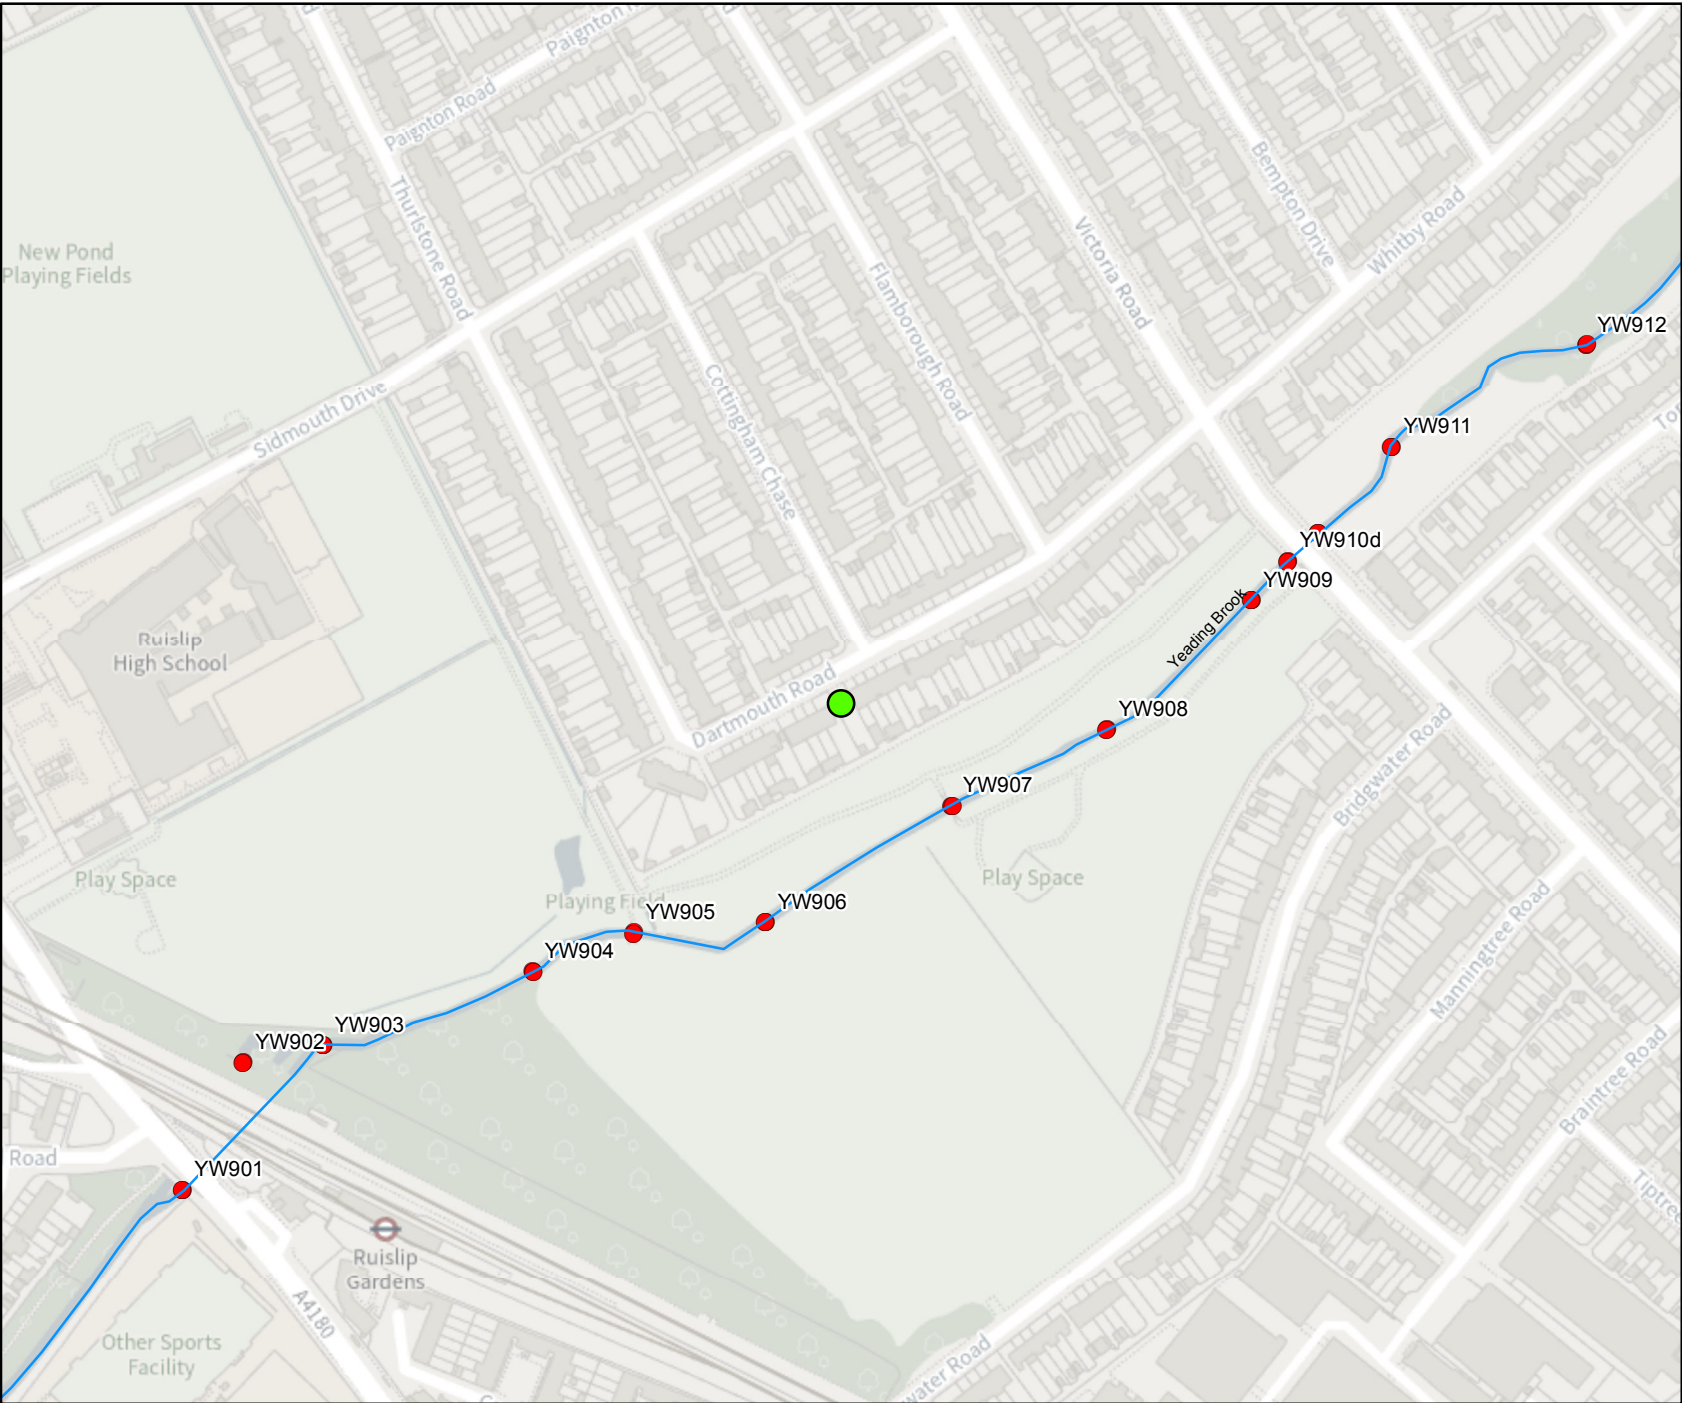 Paignton Road
Thurlstone Road
New Pond
Playing Fields
Bempton Drive
Whitby Road
Victoria Road
Flamborough Road
Cottingham Chase
Sidmouth Drive
YW912
YW911
YW910d
YW909
Yeading Brook
Ruislip
High School
Dartmouth Road
YW908
YW907
Bridgwater Road
Play Space
Play Space
Playing Field
YW906
YW905
YW904
Manningtree Road
YW903
YW902
Braintree Road
Road
YW901
Ruislip
Gardens
A4180
Other Sports
Facility
water Road